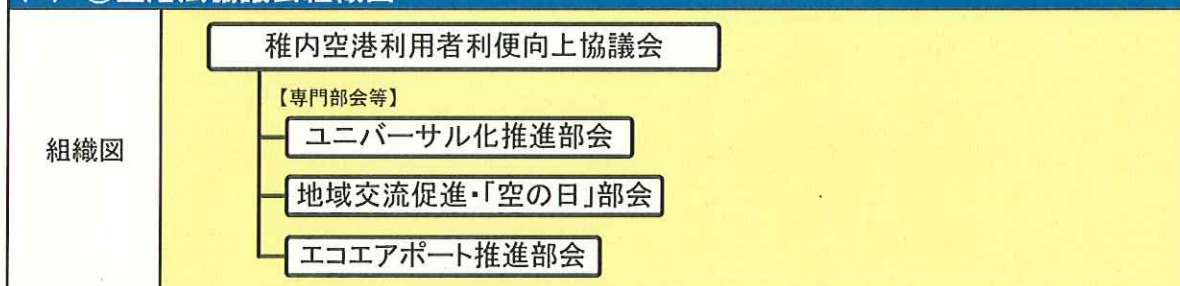 組織図
稚内空港利用者利便向上協議会
【専門部会等】
ユニバーサル化推進部会
地域交流促進・「空の日」部会
エコエアポート推進部会